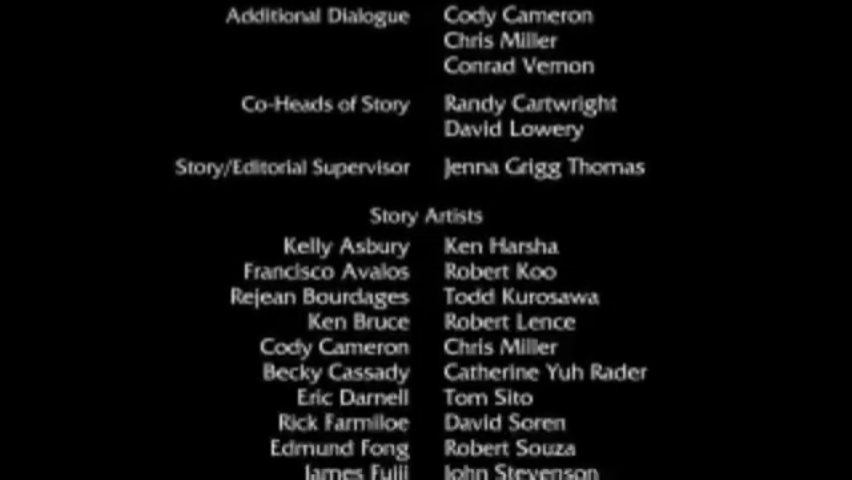 Additional Dialogue Cody Cameron
Chris Miller
Conrad Vernon
Co-Heads of Story Randy Cartwright
David Lowery
Story/Editorial Supervisor Jenna Grigg Thomas
Story Artists
Kelly Asbury Ken Harsha
Francisco Avalos Robert Koo
Rejean Bourdages Todd Kurosawa
Ken Bruce Robert Lence
Cody Cameron Chris Miller
Becky Cassady Catherine Yuh Rader
Eric Darnell Tom Sito
Rick Farmiloe David Soren
Edmund Fong Robert Souza
James Fujii John Stevenson